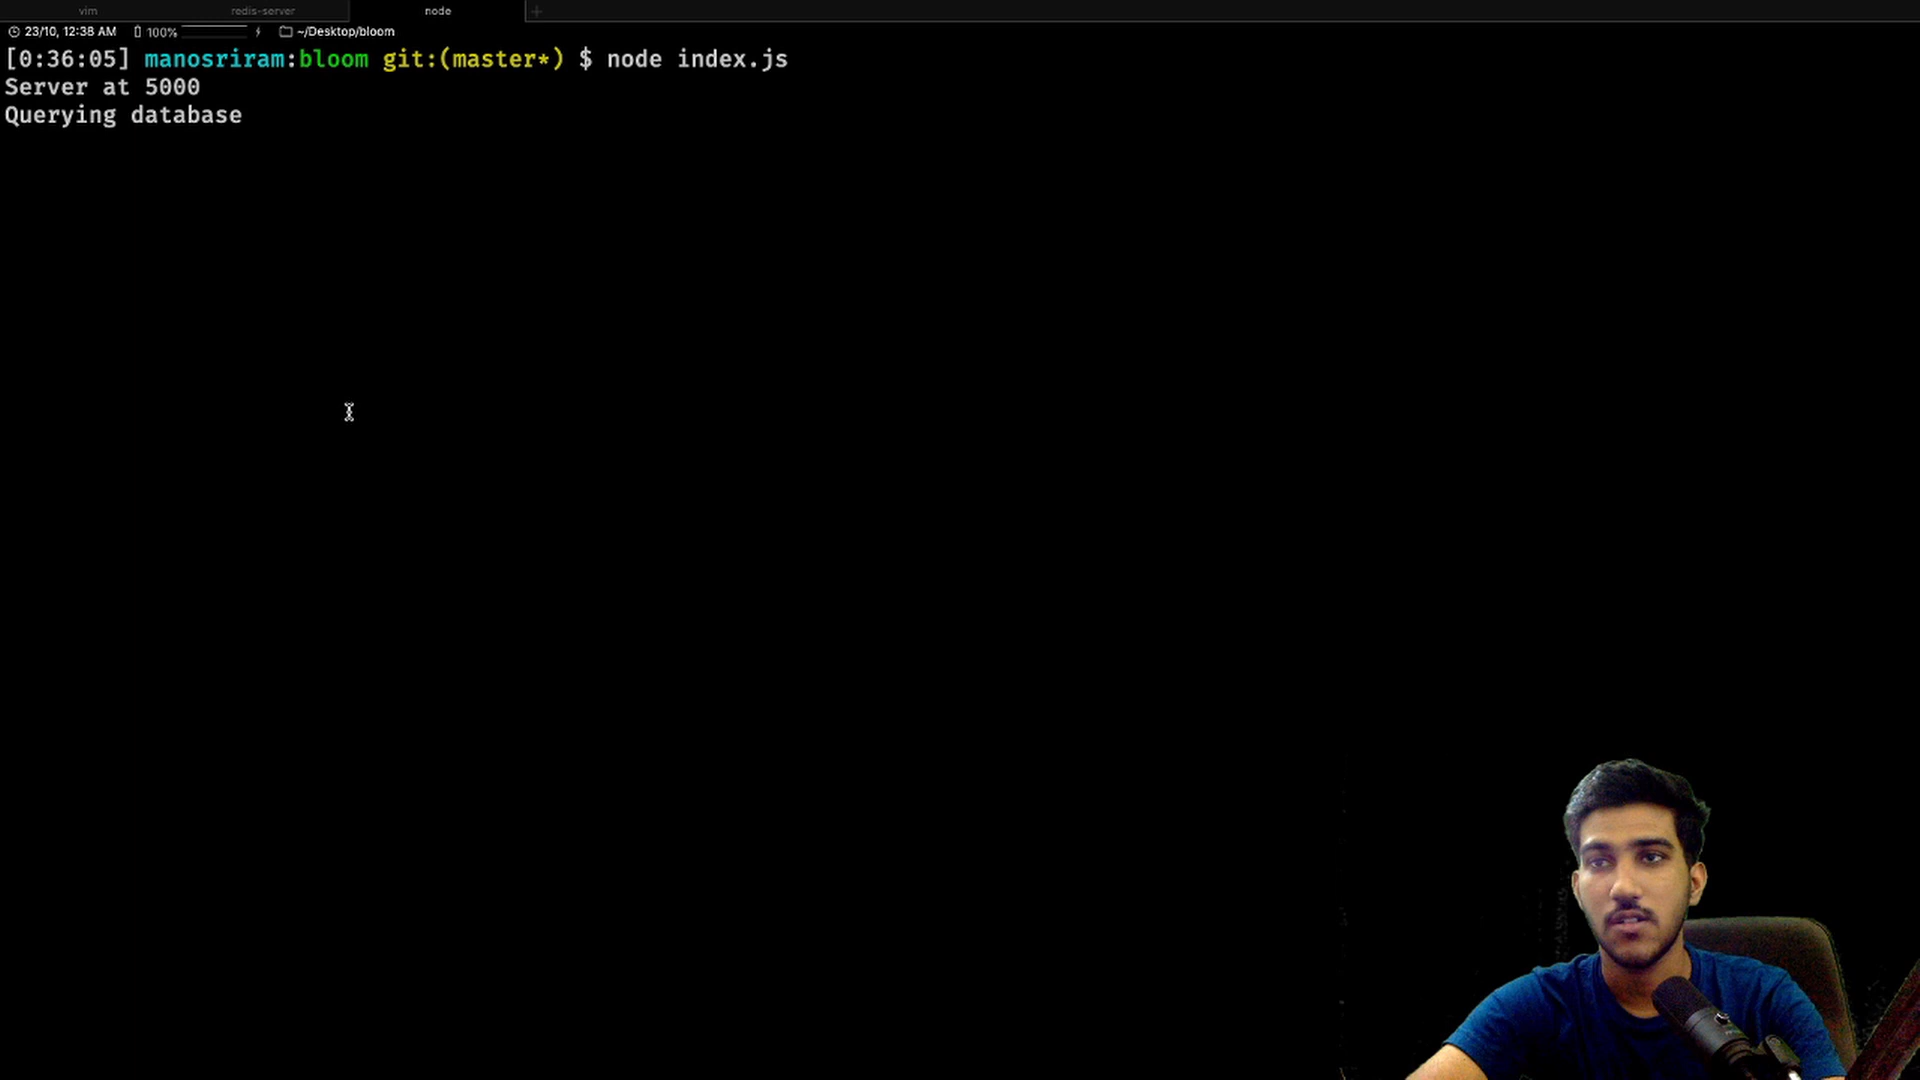 vim redis-server node +
23/10, 12:38 AM 100% ~/Desktop/bloom
[0:36:05] manosriram:bloom git:(master*) $ node index.js
Server at 5000
Querying database